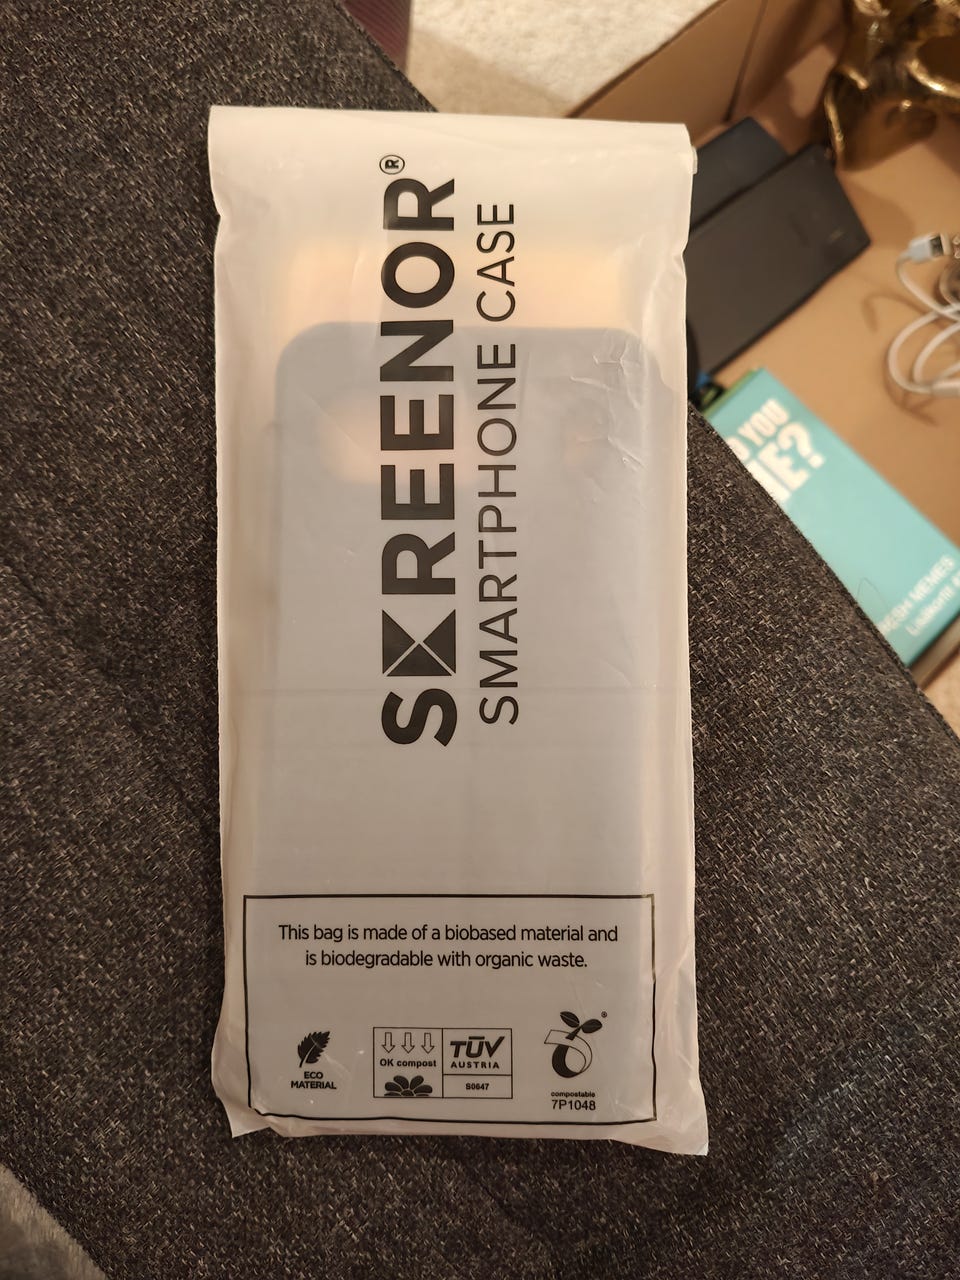 SKREENOR®
SMARTPHONE CASE
This bag is made of a biobased material and
is biodegradable with organic waste.
ECO
MATERIAL
OK compost
TÜV
AUSTRIA
S0647
®
compostable
7P1048
YOU